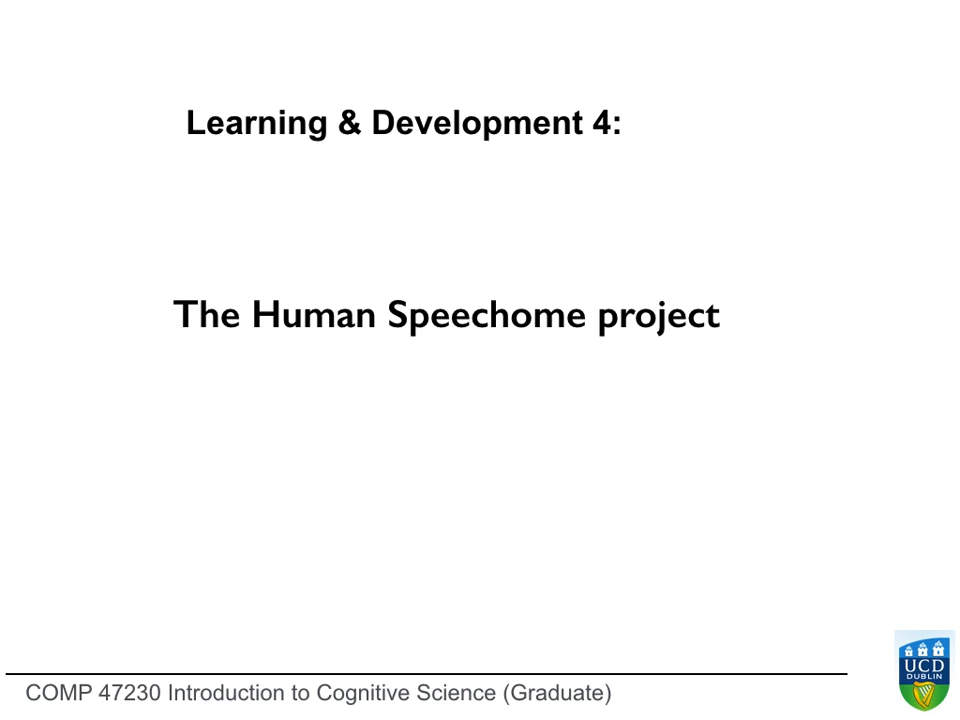 Learning & Development 4:
The Human Speechome project
COMP 47230 Introduction to Cognitive Science (Graduate)
UCD
DUBLIN